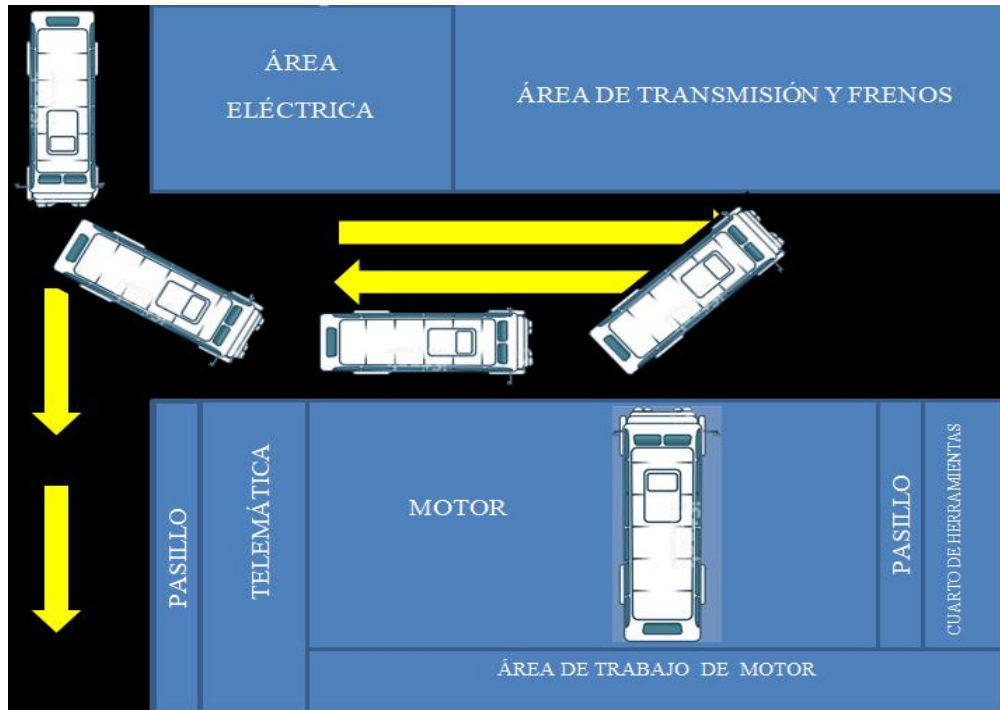 ÁREA
ELÉCTRICA
ÁREA DE TRANSMISIÓN Y FRENOS
PASILLO
TELEMÁTICA
MOTOR
PASILLO
CUARTO DE HERRAMIENTAS
ÁREA DE TRABAJO DE MOTOR